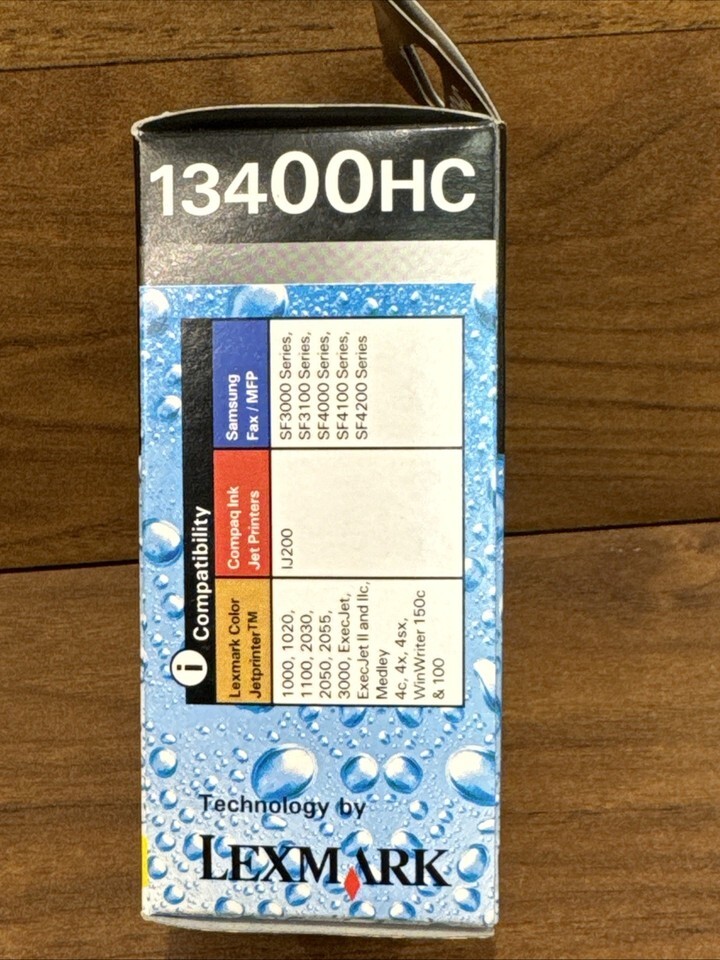 13400HC
i Compatibility
Lexmark Color
Jetprinter™
1000, 1020,
1100, 2030,
2050, 2055,
3000, ExecJet,
ExecJet II and IIc,
Medley
4c, 4x, 4sx,
WinWriter 150c
& 100
Compaq Ink
Jet Printers
IJ200
Samsung
Fax / MFP
SF3000 Series,
SF3100 Series,
SF4000 Series,
SF4100 Series,
SF4200 Series
Technology by
LEXMARK